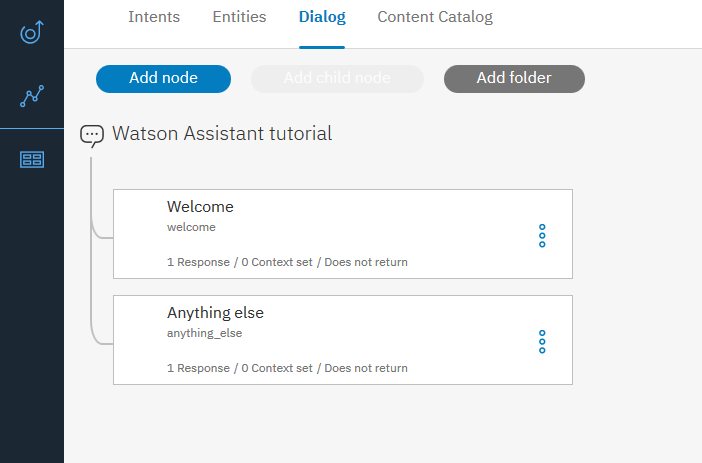 Intents Entities Dialog Content Catalog
Add node Add child node Add folder
Watson Assistant tutorial
Welcome
welcome
1 Response / 0 Context set / Does not return
Anything else
anything_else
1 Response / 0 Context set / Does not return